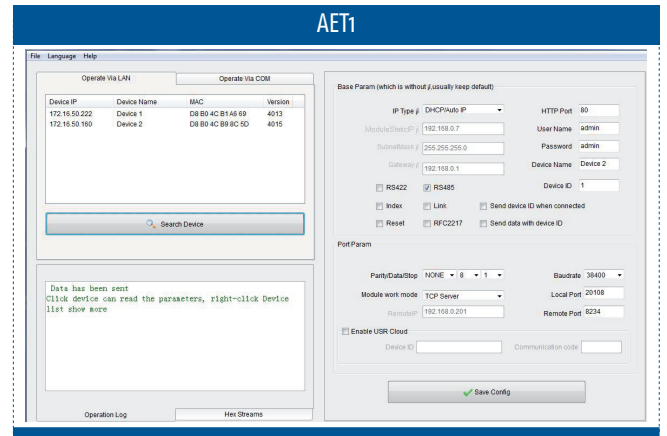 AET1
File Language Help
Operate Via LAN Operate Via COM
Device IP Device Name MAC Version
172.16.50.222 Device 1 D8 B0 4C B1 A6 69 4013
172.16.50.160 Device 2 D8 B0 4C B9 8C 5D 4015
Search Device
Data has been sent
Click device can read the parameters, right-click Device
list show more
Operation Log Hex Streams
Base Param (which is without ¡/,usually keep default)
IP Type ¡/ DHCP/Auto IP HTTP Port 80
ModuleStaticIP ¡/ 192.168.0.7 User Name admin
SubnetMask ¡/ 255.255.255.0 Password admin
Gateway ¡/ 192.168.0.1 Device Name Device 2
RS422 RS485 Device ID 1
Index Link Send device ID when connected
Reset RFC2217 Send data with device ID
Port Param
Parity/Data/Stop NONE 8 1 Baudrate 38400
Module work mode TCP Server Local Port 20108
RemoteIP 192.168.0.201 Remote Port 8234
Enable USR Cloud
Device ID Communication code
Save Config